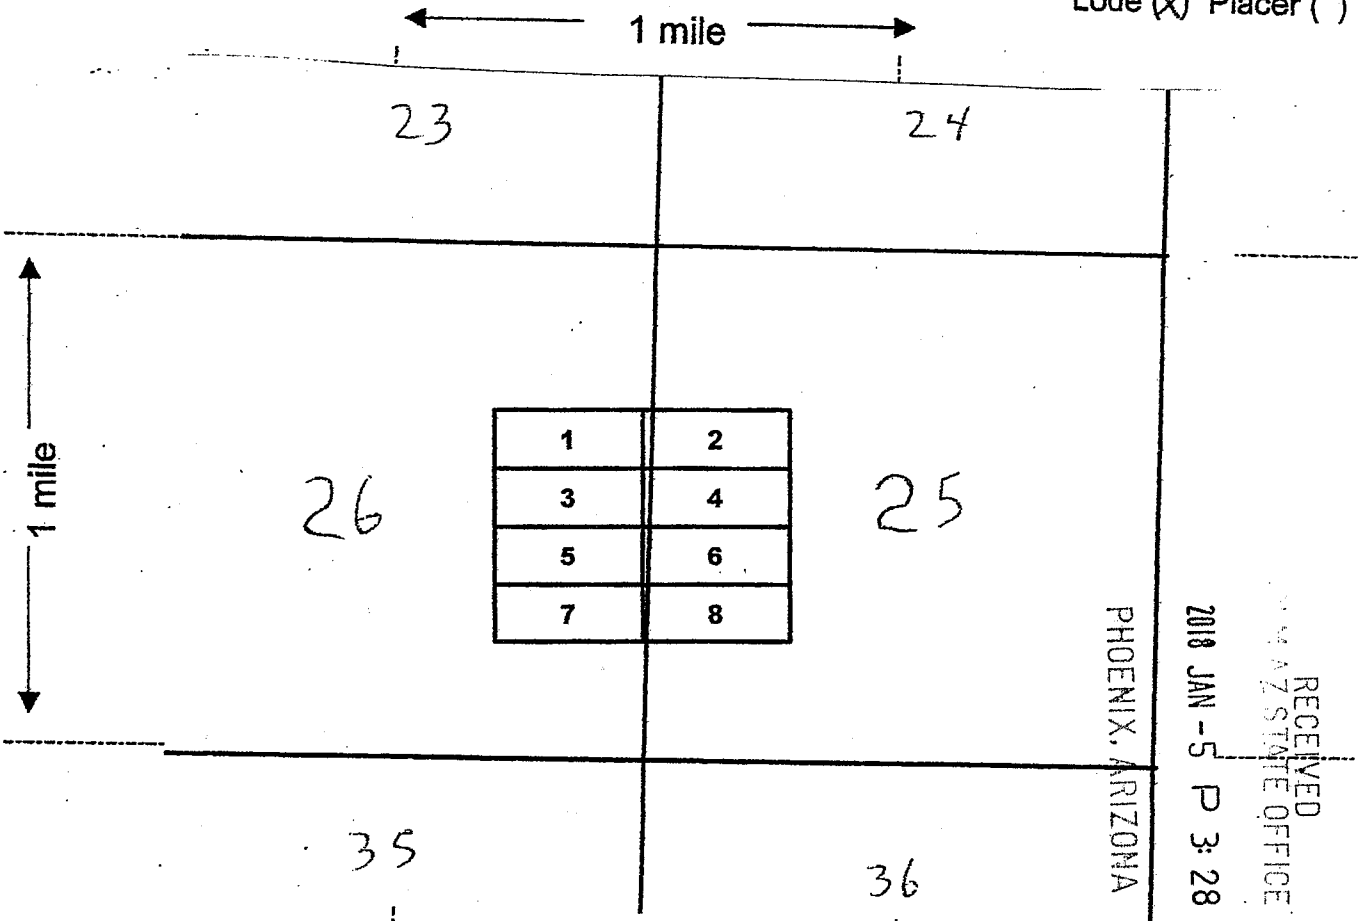 Lode (X) Placer ( )
1 mile
23
24
1 mile
1
2
3
4
5
6
7
8
26
25
35
36
RECEIVED
AZ STATE OFFICE
2018 JAN -5 P 3:28
PHOENIX, ARIZONA